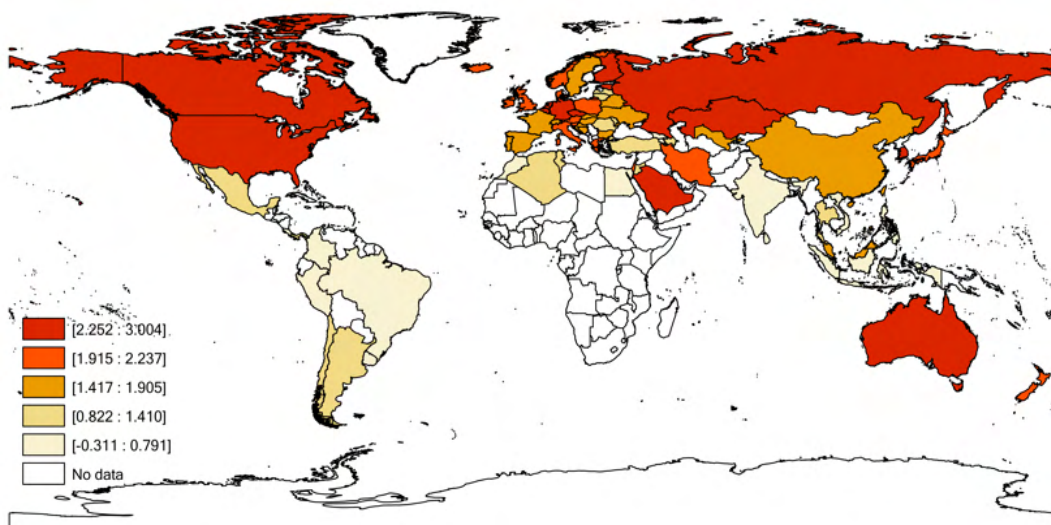 [2.252 : 3.004]
[1.915 : 2.237]
[1.417 : 1.905]
[0.822 : 1.410]
[-0.311 : 0.791]
No data